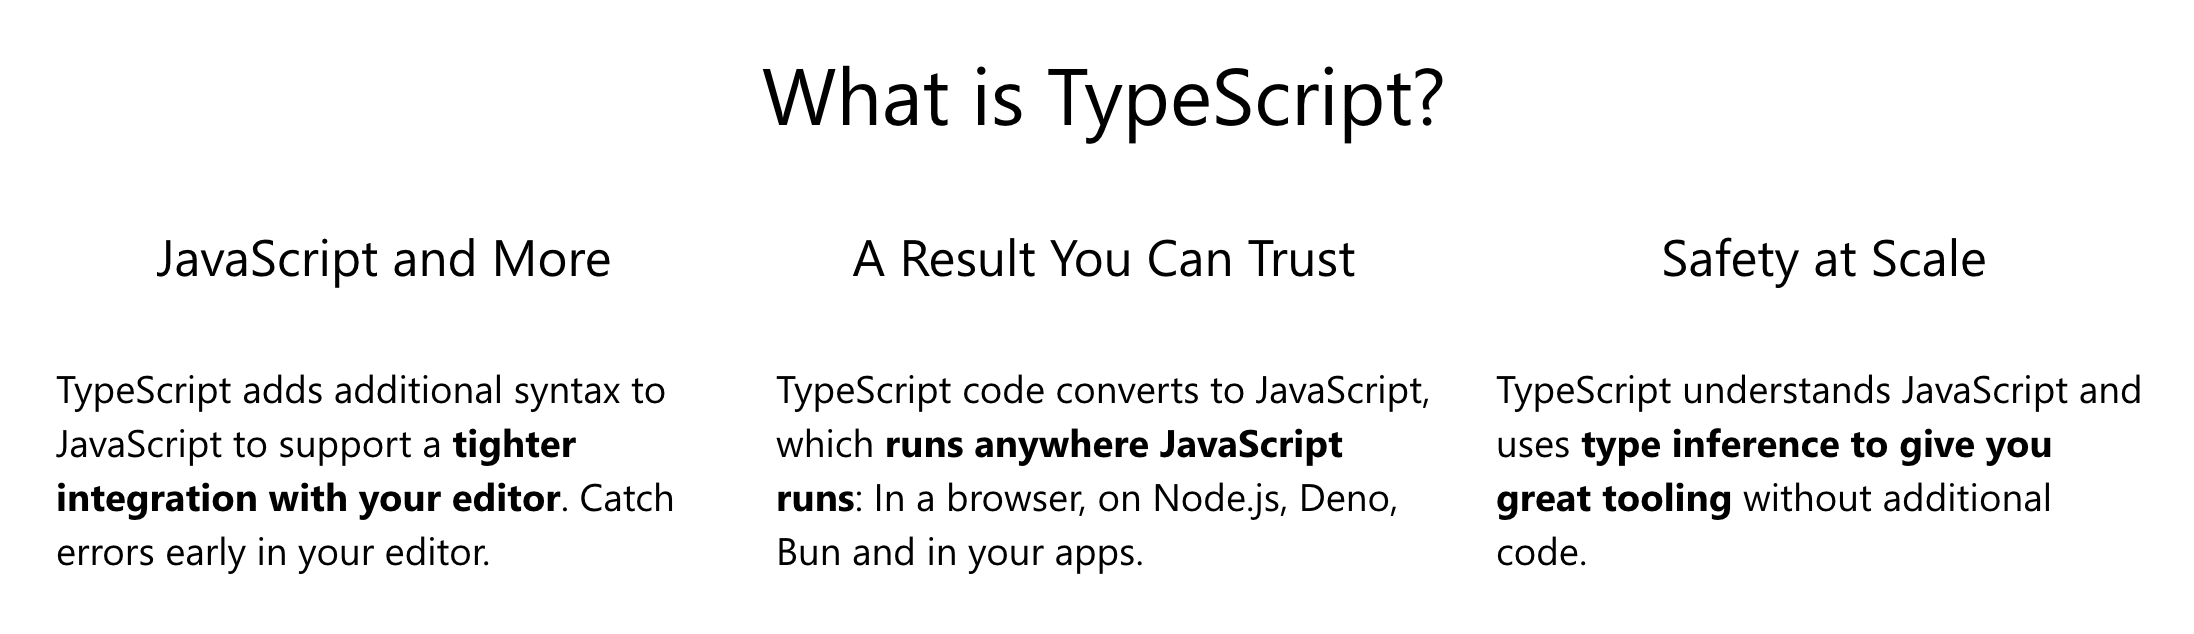 What is TypeScript?
JavaScript and More
TypeScript adds additional syntax to
JavaScript to support a tighter
integration with your editor. Catch
errors early in your editor.
A Result You Can Trust
TypeScript code converts to JavaScript,
which runs anywhere JavaScript
runs: In a browser, on Node.js, Deno,
Bun and in your apps.
Safety at Scale
TypeScript understands JavaScript and
uses type inference to give you
great tooling without additional
code.